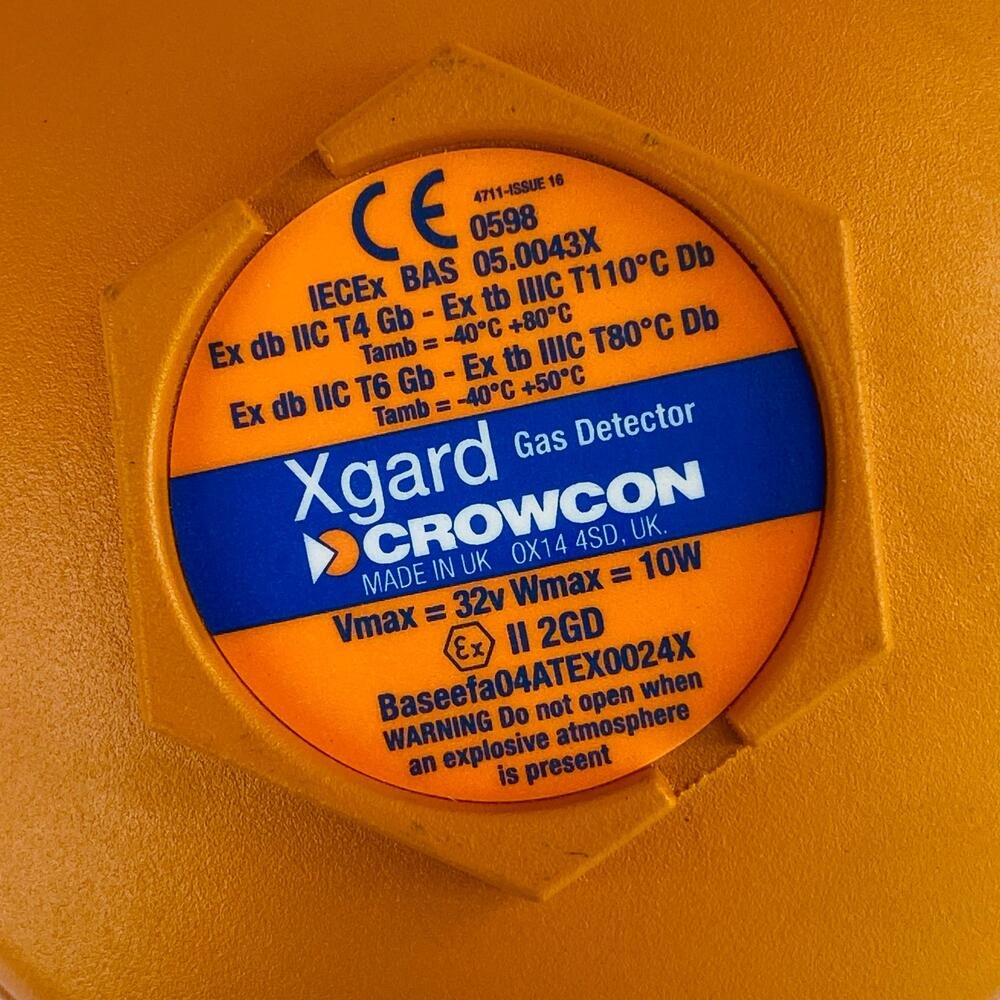 CE 4711-ISSUE 16
0598
IECEx BAS 05.0043X
Ex db IIC T4 Gb - Ex tb IIIC T110°C Db
Tamb = -40°C +80°C
Ex db IIC T6 Gb - Ex tb IIIC T80°C Db
Tamb = -40°C +50°C
Xgard Gas Detector
CROWCON
MADE IN UK OX14 4SD, UK.
Vmax = 32v Wmax = 10W
Ex II 2GD
Baseefa04ATEX0024X
WARNING Do not open when
an explosive atmosphere
is present